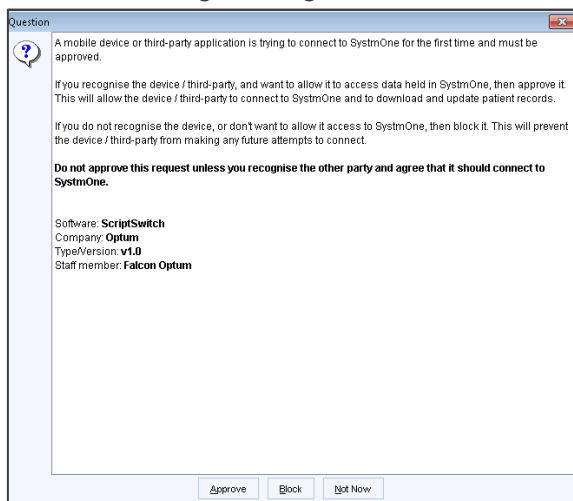 Question
A mobile device or third-party application is trying to connect to SystmOne for the first time and must be
approved.
If you recognise the device / third-party, and want to allow it to access data held in SystmOne, then approve it.
This will allow the device / third-party to connect to SystmOne and to download and update patient records.
If you do not recognise the device, or don't want to allow it access to SystmOne, then block it. This will prevent
the device / third-party from making any future attempts to connect.
Do not approve this request unless you recognise the other party and agree that it should connect to
SystmOne.
Software: ScriptSwitch
Company: Optum
Type/Version: v1.0
Staff member: Falcon Optum
Approve Block Not Now